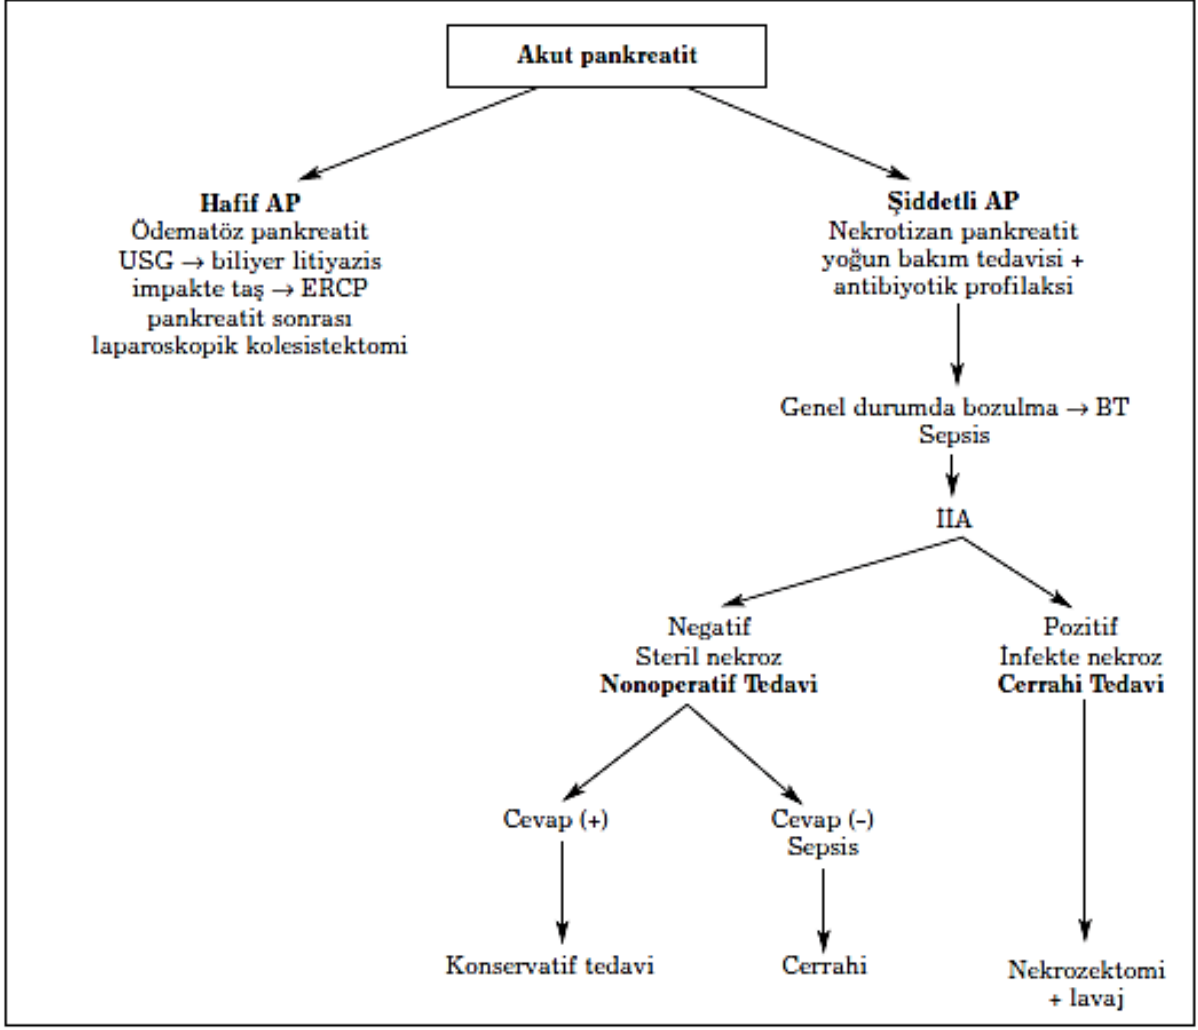 Akut pankreatit
Hafif AP
Ödematöz pankreatit
USG → biliyer litiyazis
impakte taş → ERCP
pankreatit sonrası
laparoskopik kolesistektomi
Şiddetli AP
Nekrotizan pankreatit
yoğun bakım tedavisi +
antibiyotik profilaksi
Genel durumda bozulma → BT
Sepsis
IIA
Negatif
Steril nekroz
Nonoperatif Tedavi
Pozitif
İnfekte nekroz
Cerrahi Tedavi
Cevap (+)
Cevap (–)
Sepsis
Konservatif tedavi
Cerrahi
Nekrozektomi
+ lavaj